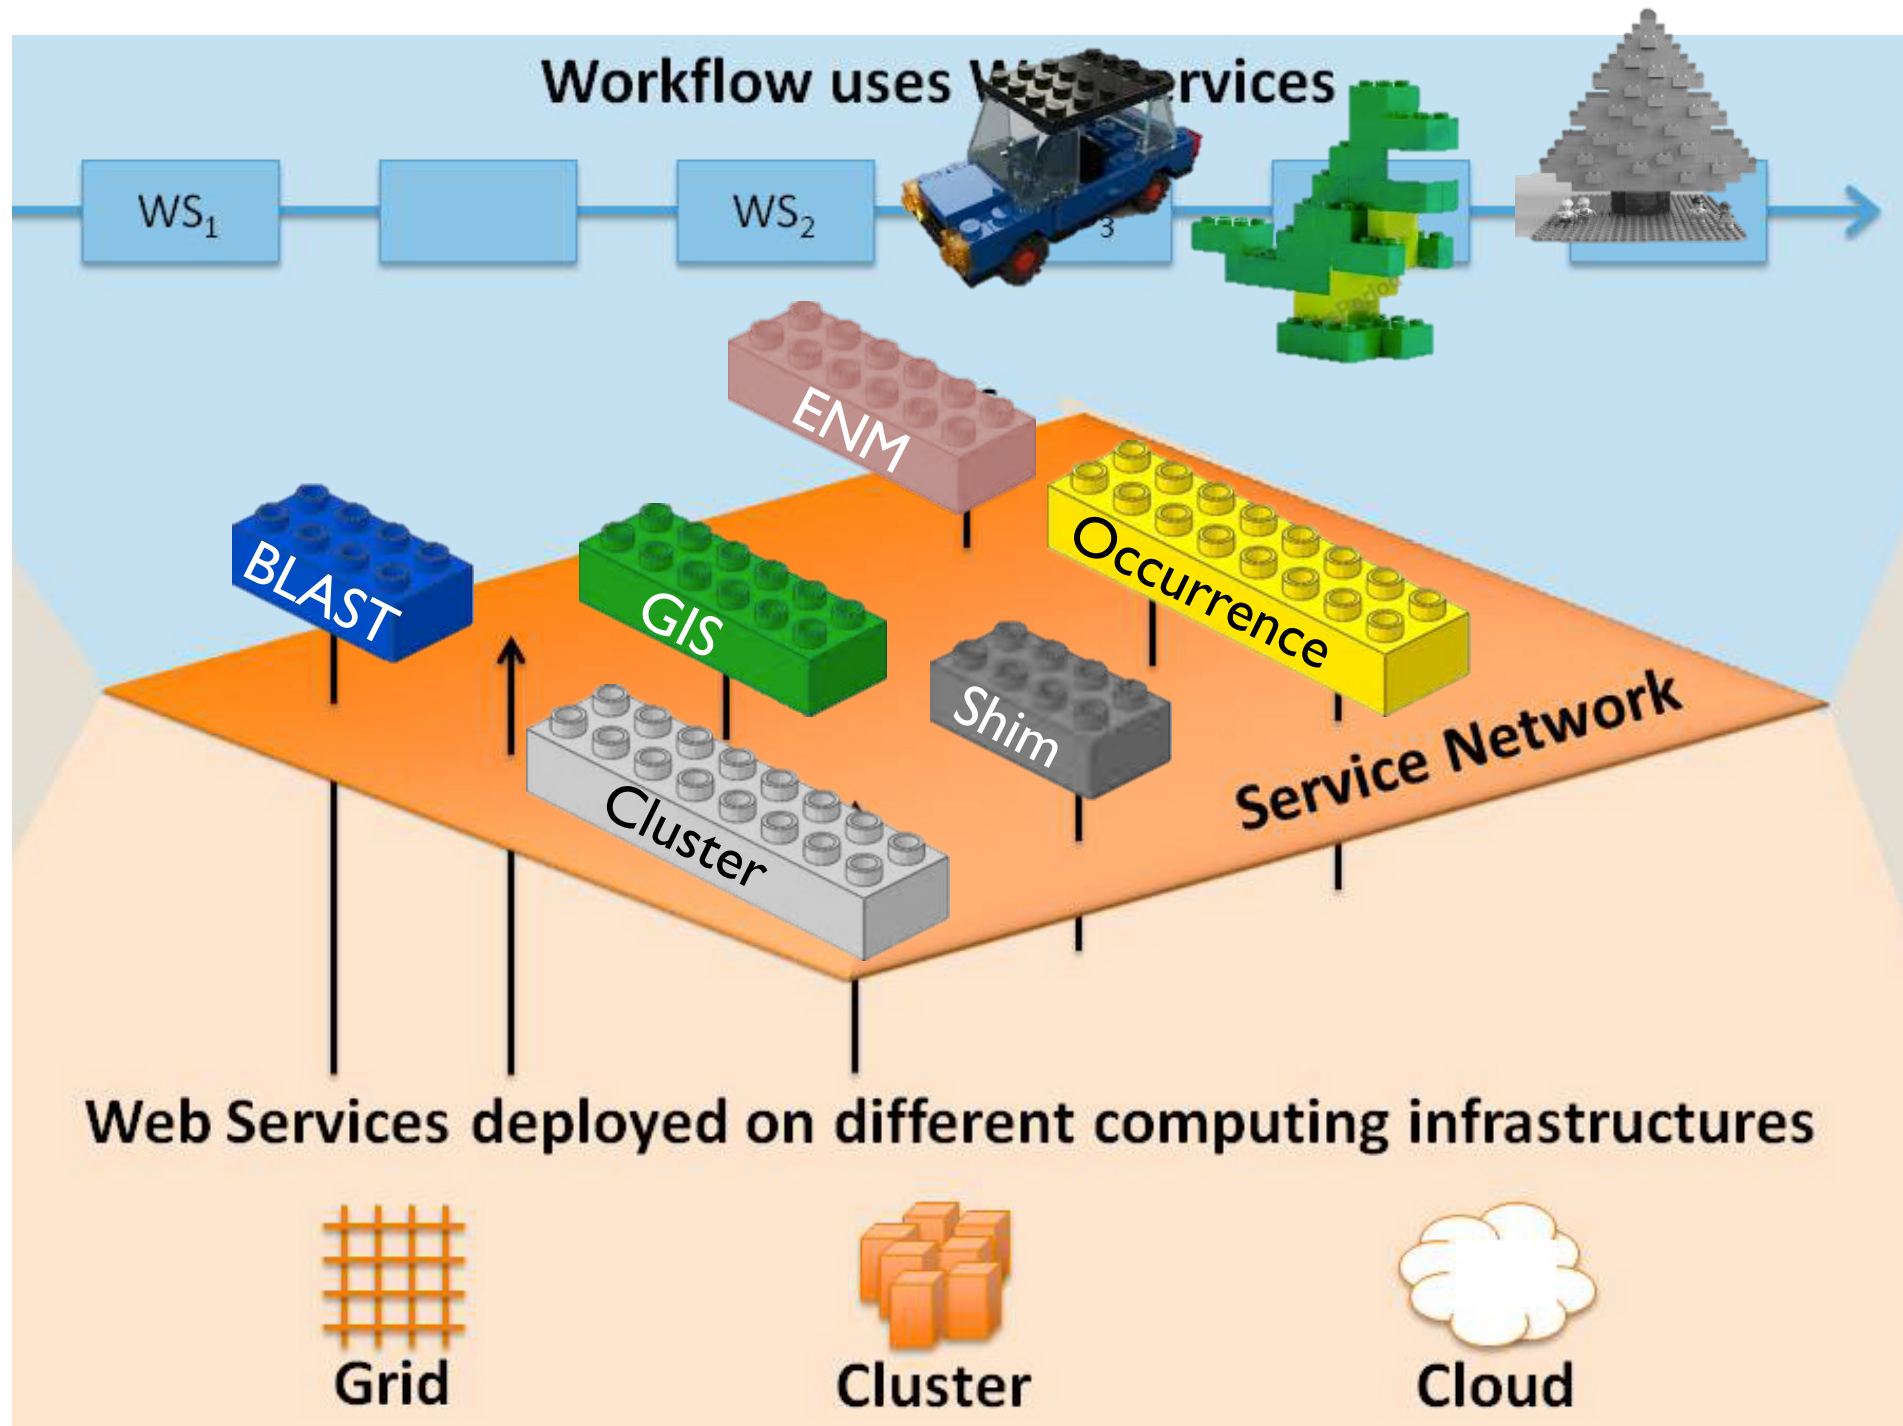 Workflow uses W rvices
WS1
WS2
3
ENM
BLAST
GIS
Occurrence
Shim
Cluster
Service Network
Web Services deployed on different computing infrastructures
Grid
Cluster
Cloud